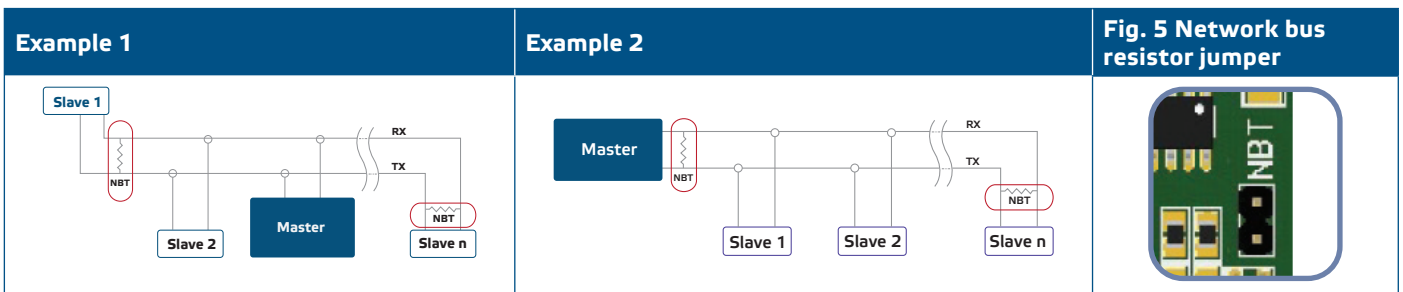 Example 1
Example 2
Fig. 5 Network bus
resistor jumper
Slave 1
RX
TX
NBT
Slave 2
Master
NBT
Slave n
Master
RX
TX
NBT
NBT
Slave 1
Slave 2
Slave n
NBT